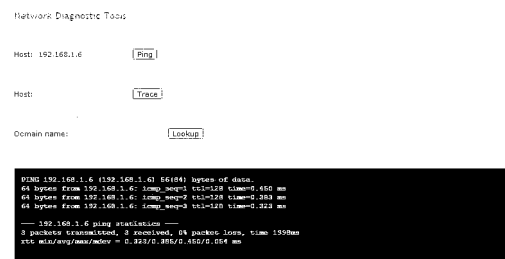 Network Diagnostic Tools
Host: 192.168.1.6 Ping
Host: Trace
Domain name: Lookup
PING 192.168.1.6 (192.168.1.6) 56(84) bytes of data.
64 bytes from 192.168.1.6: icmp_seq=1 ttl=128 time=0.450 ms
64 bytes from 192.168.1.6: icmp_seq=2 ttl=128 time=0.383 ms
64 bytes from 192.168.1.6: icmp_seq=3 ttl=128 time=0.323 ms
--- 192.168.1.6 ping statistics ---
3 packets transmitted, 3 received, 0% packet loss, time 1998ms
rtt min/avg/max/mdev = 0.323/0.385/0.450/0.054 ms